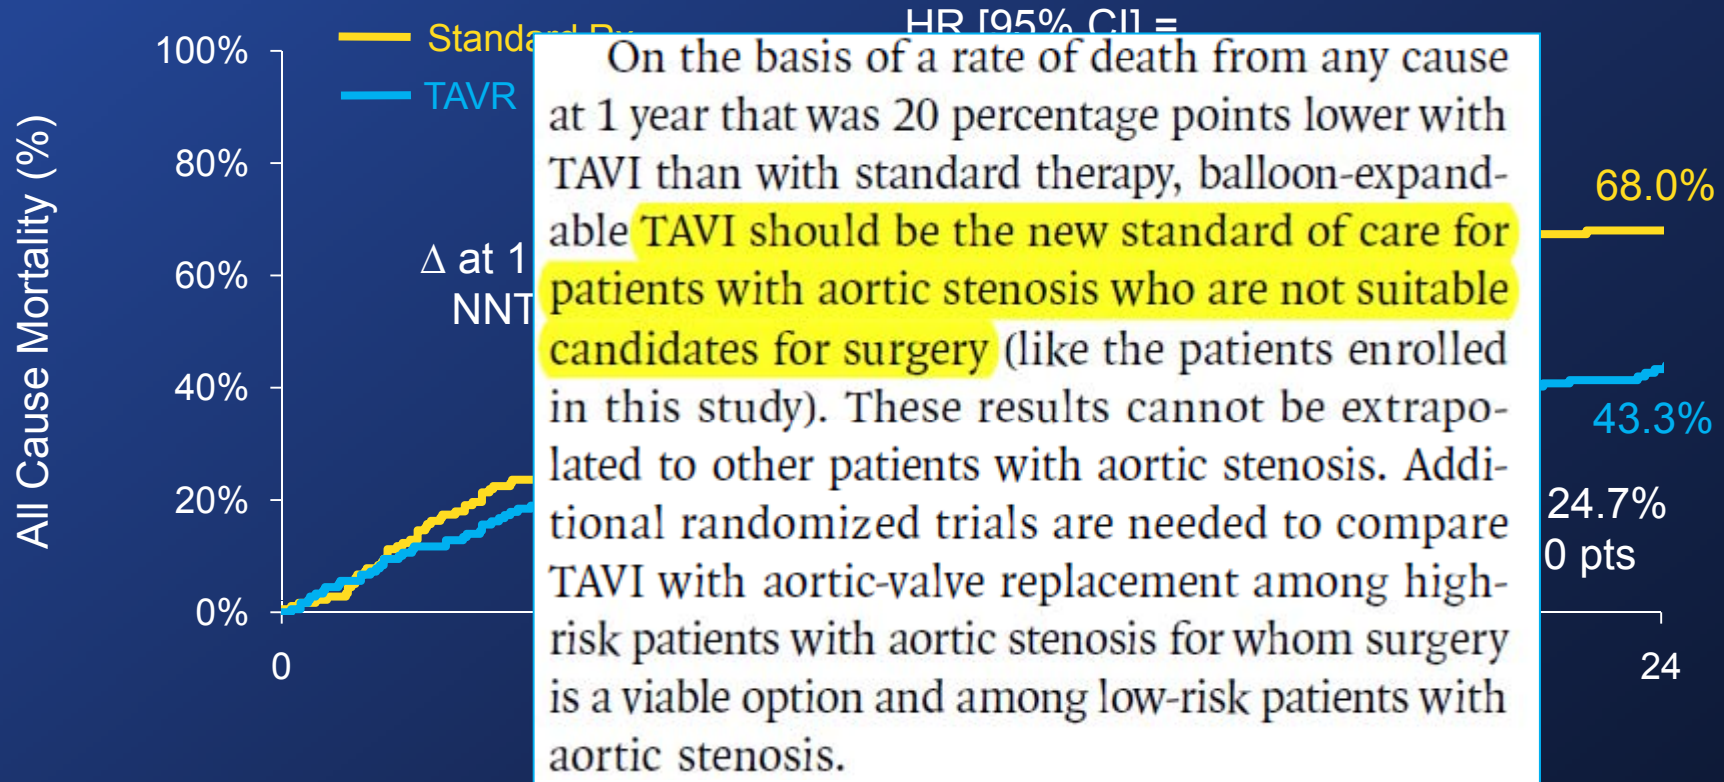 HR [95% CI] =
Standard Rx
TAVR
100%
80%
60%
40%
20%
0%
All Cause Mortality (%)
Δ at 1
NNT
On the basis of a rate of death from any cause
at 1 year that was 20 percentage points lower with
TAVI than with standard therapy, balloon-expand-
able TAVI should be the new standard of care for
patients with aortic stenosis who are not suitable
candidates for surgery (like the patients enrolled
in this study). These results cannot be extrapo-
lated to other patients with aortic stenosis. Addi-
tional randomized trials are needed to compare
TAVI with aortic-valve replacement among high-
risk patients with aortic stenosis for whom surgery
is a viable option and among low-risk patients with
aortic stenosis.
68.0%
43.3%
24.7%
0 pts
0
24